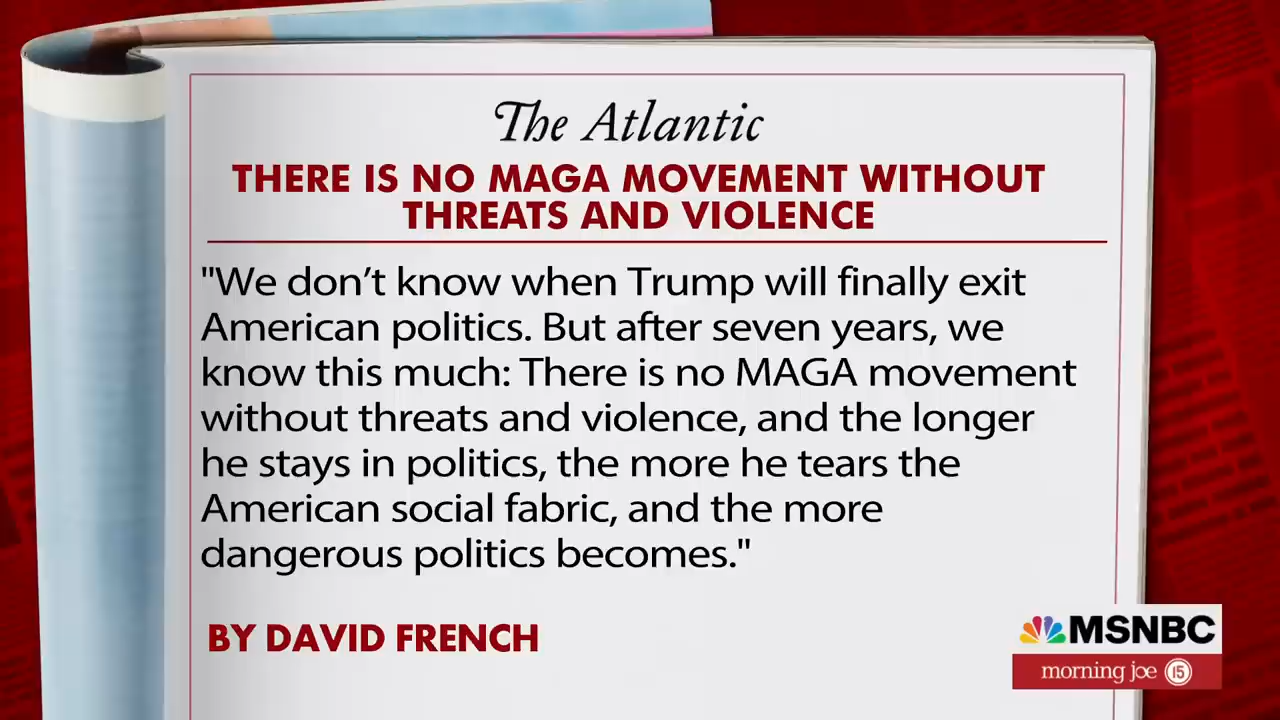 The Atlantic
THERE IS NO MAGA MOVEMENT WITHOUT
THREATS AND VIOLENCE
"We don't know when Trump will finally exit
American politics. But after seven years, we
know this much: There is no MAGA movement
without threats and violence, and the longer
he stays in politics, the more he tears the
American social fabric, and the more
dangerous politics becomes."
BY DAVID FRENCH
MSNBC
morning joe 15